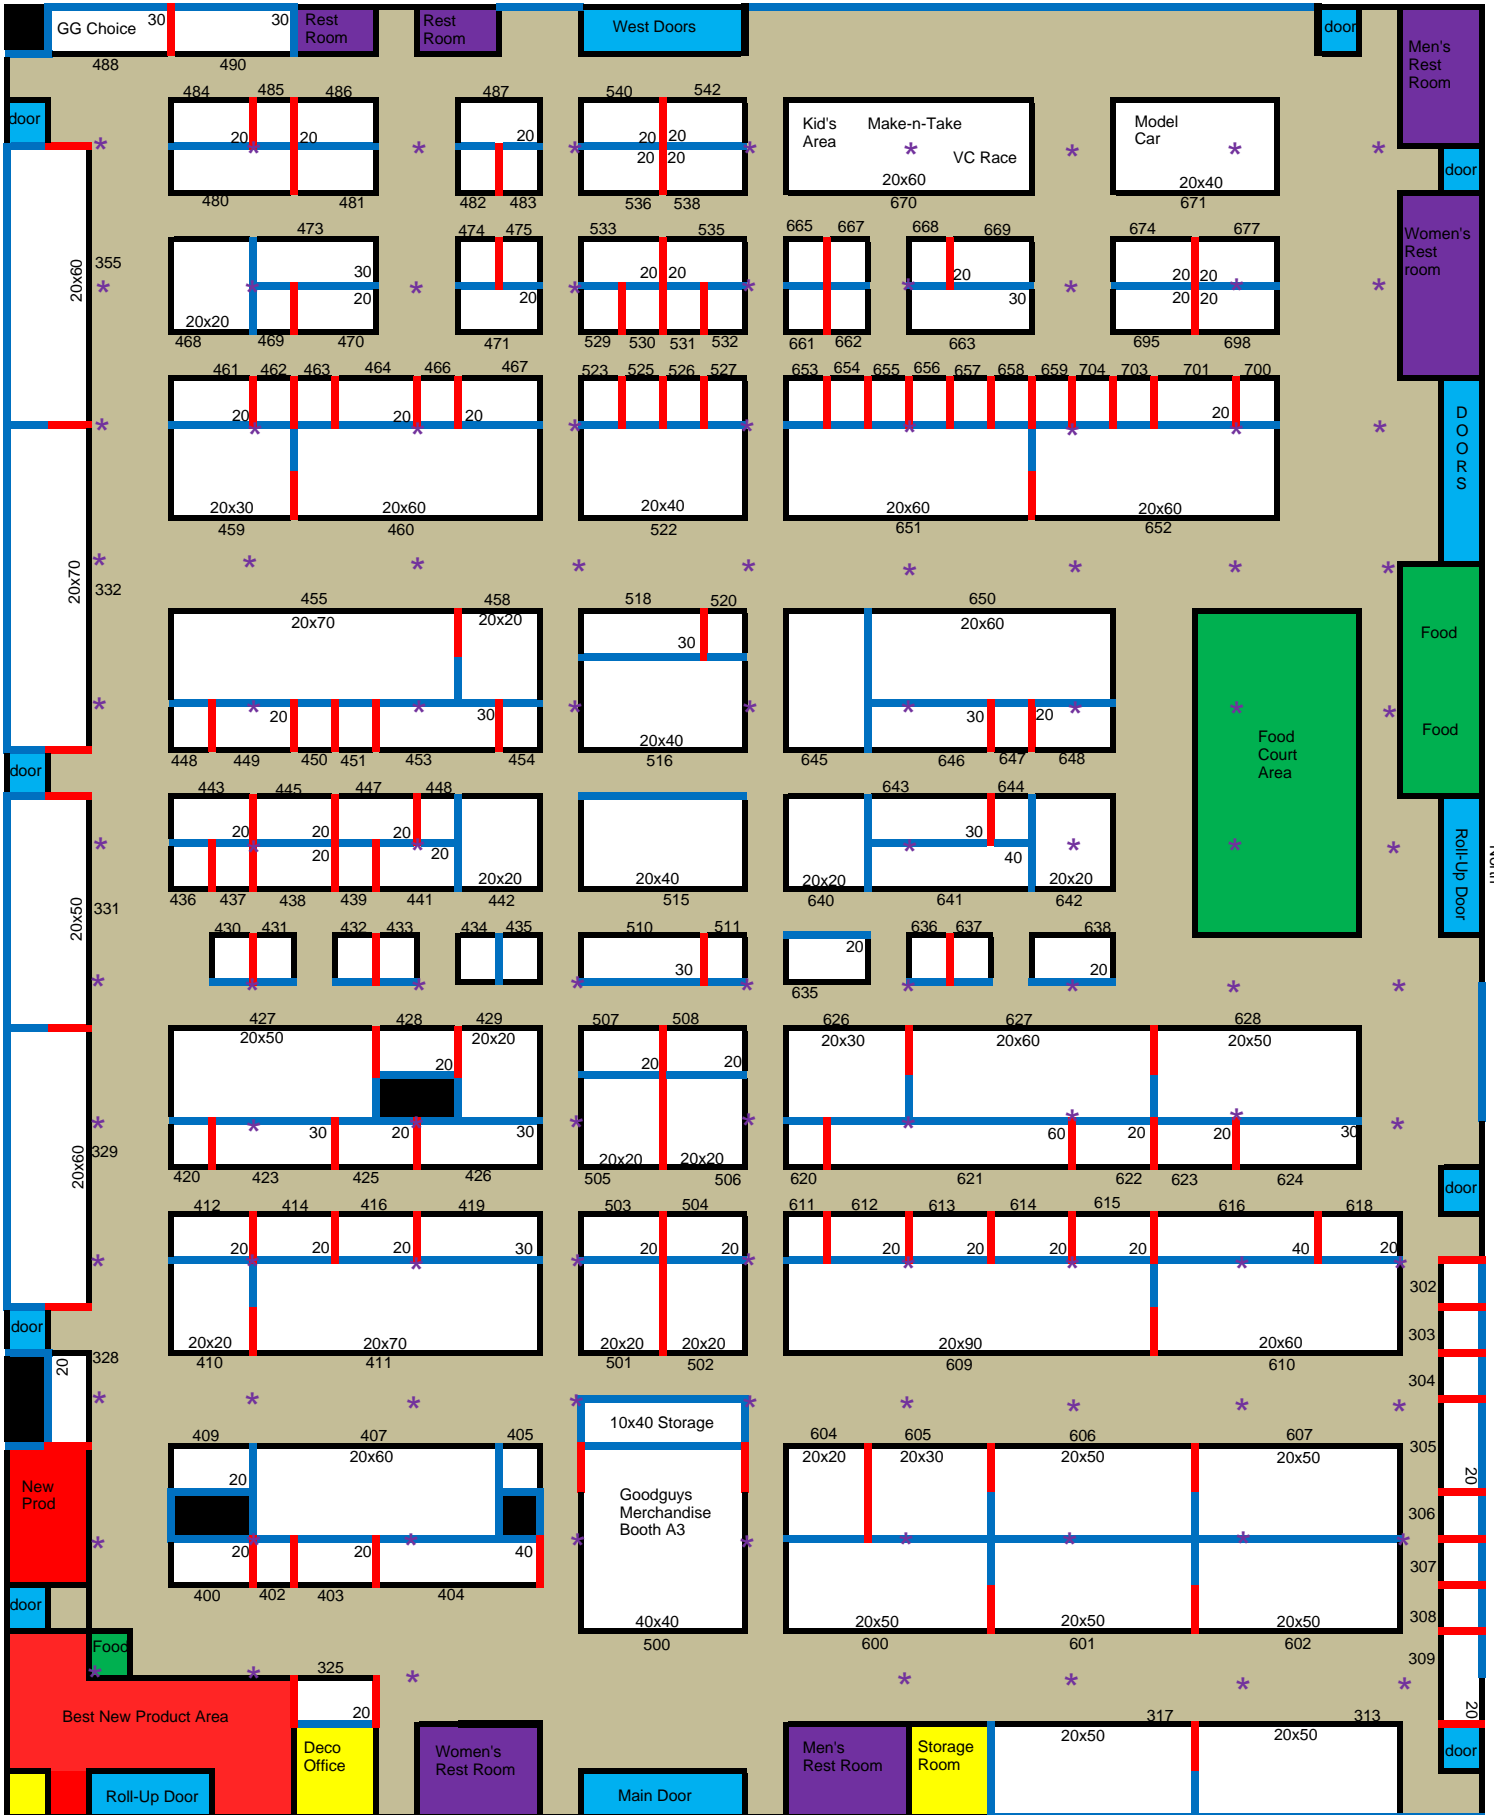 GG Choice 30 30 Rest Rest West Doors door Men's
Room Room Rest
Room
488 490
484 485 486 487 540 542
door 20 20 20 20 20 Kid's Make-n-Take Model
Area VC Race Car
20 20 20x60 20x40
door
480 481 482 483 536 538 670 671
473 474 475 533 535 665 667 668 669 674 677
Women's
Rest
room
20x60 355
30 20 20 20 20 20
20x20 20 20 30 20 20
468 469 470 471 529 530 531 532 661 662 663 695 698
461 462 463 464 466 467 523 525 526 527 653 654 655 656 657 658 659 704 703 701 700
20 20 20 20
D
O
O
R
S
20x30 20x60 20x40 20x60 20x60
459 460 522 651 652
20x70 332
455 458 518 520 650
20x70 20x20 20x60
30
Food
20 30 30 20 Food
20x40 Food
Court
Area
448 449 450 451 453 454 516 645 646 647 648
door
443 445 447 448 643 644
20 20 20 30
20 20 40
20x20 20x40 20x20 20x20
Roll-Up Door
436 437 438 439 441 442 515 640 641 642
20x50 331
430 431 432 433 434 435 510 511 636 637 638
30 20 20
635
427 428 429 507 508 626 627 628
20x50 20x20 20x30 20x60 20x50
20 20 20
30 20 30 60 20 20 30
20x20 20x20
420 423 425 426 505 506 620 621 622 623 624
20x60 329
door
412 414 416 419 503 504 611 612 613 614 615 616 618
20 20 20 30 20 20 20 20 20 20 40 20
302
door 303
20x20 20x70 20x20 20x20 20x90 20x60
410 411 501 502 609 610
20 328
304
10x40 Storage
409 407 405 604 605 606 607 305
20x60 20x20 20x30 20x50 20x50
20 20
New
Prod
Goodguys
Merchandise
Booth A3
306
20 20 40
307
400 402 403 404
door
40x40 20x50 20x50 20x50
308
500 600 601 602
Food
309
325
20
Best New Product Area
317 313 20
20x50 20x50
Deco
Office
Women's
Rest Room
Men's
Rest Room
Storage
Room
door
Roll-Up Door Main Door